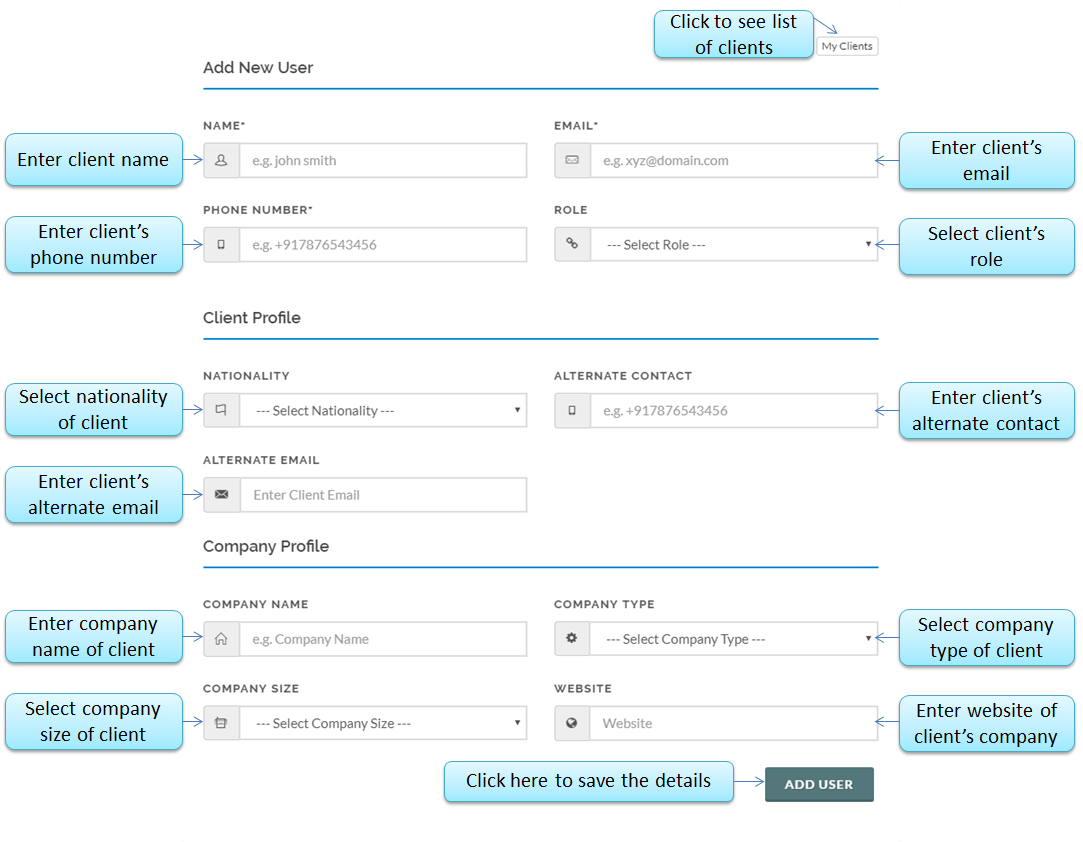 Click to see list
of clients
My Clients
Add New User
NAME*
EMAIL*
Enter client name
e.g. john smith
e.g. xyz@domain.com
Enter client’s
email
PHONE NUMBER*
ROLE
Enter client’s
phone number
e.g. +917876543456
--- Select Role ---
Select client’s
role
Client Profile
NATIONALITY
ALTERNATE CONTACT
Select nationality
of client
--- Select Nationality ---
e.g. +917876543456
Enter client’s
alternate contact
ALTERNATE EMAIL
Enter client’s
alternate email
Enter Client Email
Company Profile
COMPANY NAME
COMPANY TYPE
Enter company
name of client
e.g. Company Name
--- Select Company Type ---
Select company
type of client
COMPANY SIZE
WEBSITE
Select company
size of client
--- Select Company Size ---
Website
Enter website of
client’s company
Click here to save the details
ADD USER